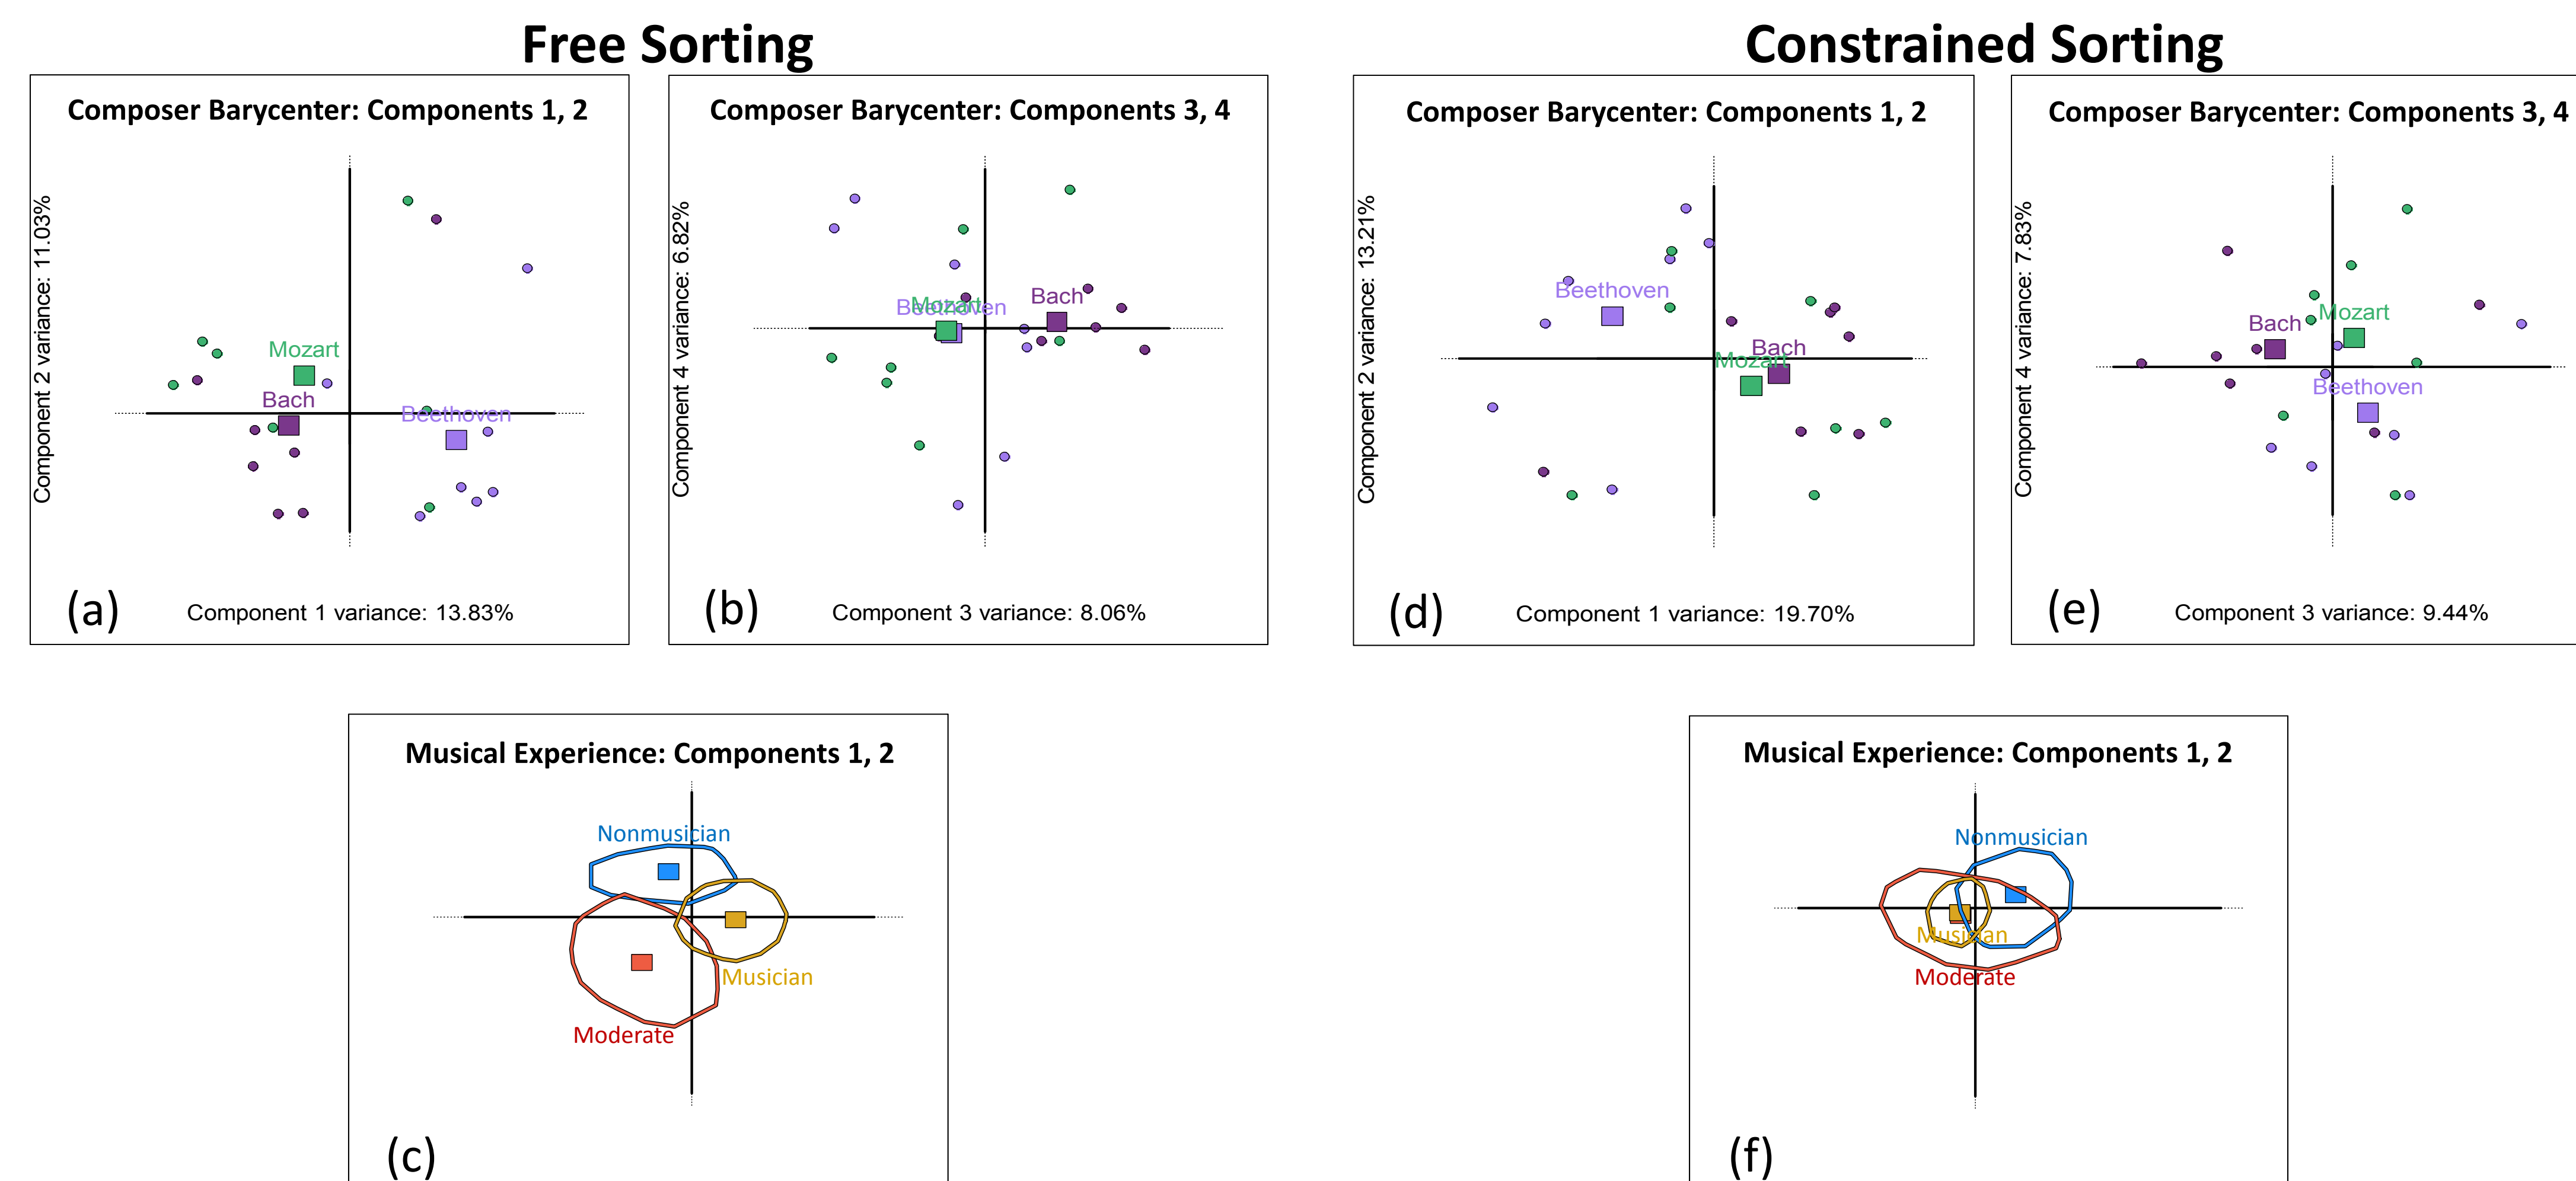 Free Sorting
Constrained Sorting
Composer Barycenter: Components 1, 2
Component 2 variance: 11.03%
Mozart
Bach
Beethoven
(a)
Component 1 variance: 13.83%
Composer Barycenter: Components 3, 4
Component 4 variance: 6.82%
Mozart
Beethoven
Bach
(b)
Component 3 variance: 8.06%
Composer Barycenter: Components 1, 2
Component 2 variance: 13.21%
Beethoven
Bach
Mozart
(d)
Component 1 variance: 19.70%
Composer Barycenter: Components 3, 4
Component 4 variance: 7.83%
Mozart
Bach
Beethoven
(e)
Component 3 variance: 9.44%
Musical Experience: Components 1, 2
Nonmusician
Musician
Moderate
(c)
Musical Experience: Components 1, 2
Nonmusician
Musician
Moderate
(f)